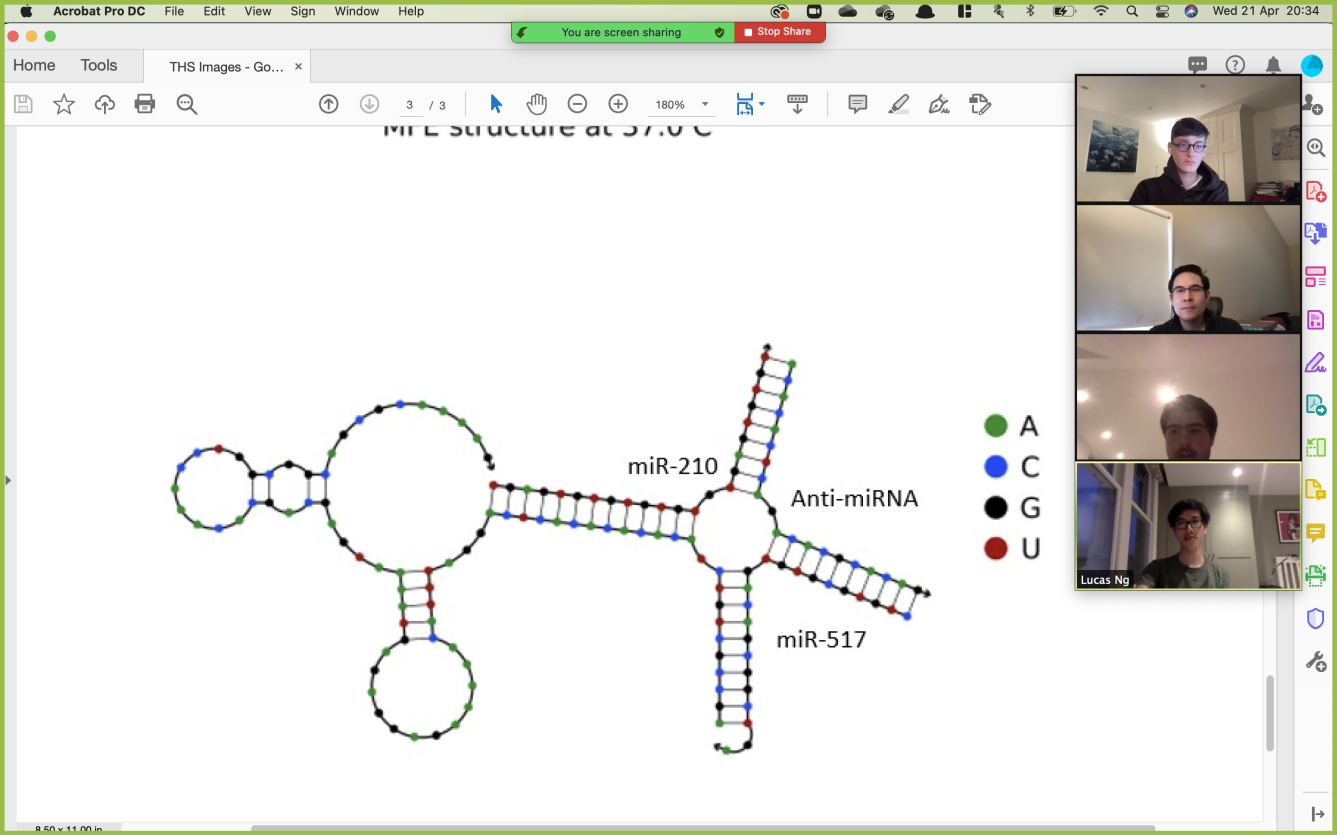 Acrobat Pro DC File Edit View Sign Window Help Wed 21 Apr 20:34
You are screen sharing Stop Share
Home Tools THS Images - Go... ×
3 / 3 180%
MFE structure at 37.0 C
miR-210
Anti-miRNA
A
C
G
U
miR-517
Lucas Ng
8.50 x 11.00 in